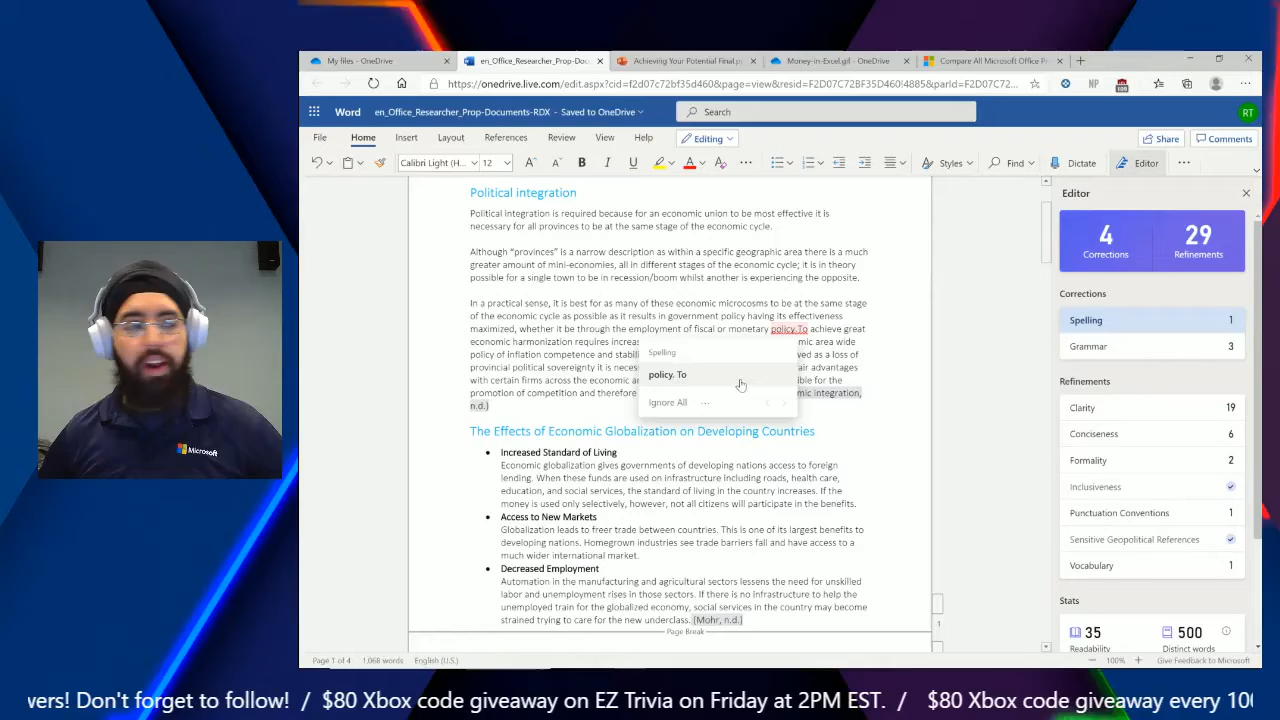 My files - OneDrive
en_Office_Researcher_Prop-Docu
Achieving Your Potential Final.p
Money-in-Excel.gif - OneDrive
Compare All Microsoft Office Pr
https://onedrive.live.com/edit.aspx?cid=f2d07c72bf35d460&page=view&resid=F2D07C72BF35D460!4885&parId=F2D07C...
NP
Word
en_Office_Researcher_Prop-Documents-RDX - Saved to OneDrive
Search
RT
File Home Insert Layout References Review View Help Editing Share Comments
Calibri Light (H... 12 B I U A Styles Find Dictate Editor
Political integration
Political integration is required because for an economic union to be most effective it is
necessary for all provinces to be at the same stage of the economic cycle.
Although “provinces” is a narrow description as within a specific geographic area there is a much
greater amount of mini-economies, all in different stages of the economic cycle; it is in theory
possible for a single town to be in recession/boom whilst another is experiencing the opposite.
In a practical sense, it is best for as many of these economic microcosms to be at the same stage
of the economic cycle as possible as it results in government policy having its effectiveness
maximized, whether it be through the employment of fiscal or monetary policy.To achieve great
economic harmonization requires increas mic area wide
policy of inflation competence and stabili ved as a loss of
provincial political sovereignty it is neces air advantages
with certain firms across the economic ar ible for the
promotion of competition and therefore mic integration,
n.d.)
Spelling
policy. To
Ignore All ...
The Effects of Economic Globalization on Developing Countries
Increased Standard of Living
Economic globalization gives governments of developing nations access to foreign
lending. When these funds are used on infrastructure including roads, health care,
education, and social services, the standard of living in the country increases. If the
money is used only selectively, however, not all citizens will participate in the benefits.
Access to New Markets
Globalization leads to freer trade between countries. This is one of its largest benefits to
developing nations. Homegrown industries see trade barriers fall and have access to a
much wider international market.
Decreased Employment
Automation in the manufacturing and agricultural sectors lessens the need for unskilled
labor and unemployment rises in those sectors. If there is no infrastructure to help the
unemployed train for the globalized economy, social services in the country may become
strained trying to care for the new underclass. (Mohr, n.d.)
Page Break
1
Editor
4 29
Corrections Refinements
Corrections
Spelling 1
Grammar 3
Refinements
Clarity 19
Conciseness 6
Formality 2
Inclusiveness
Punctuation Conventions 1
Sensitive Geopolitical References
Vocabulary 1
Stats
35 500
Readability Distinct words
Page 1 of 4 1,068 words English (U.S.) 100% Give Feedback to Microsoft
Microsoft
wers! Don't forget to follow! / $80 Xbox code giveaway on EZ Trivia on Friday at 2PM EST. / $80 Xbox code giveaway every 100